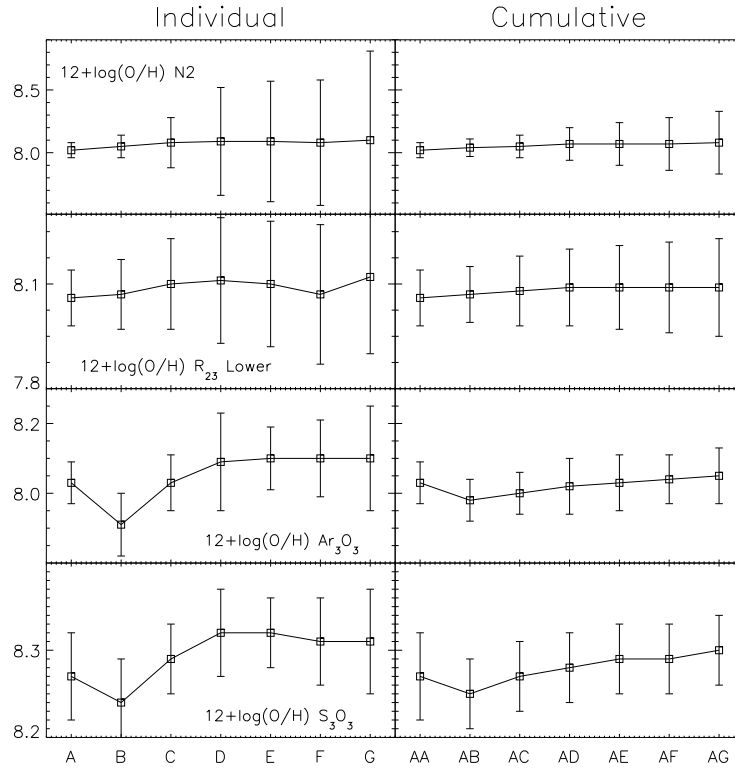 Individual Cumulative
12+log(O/H) N2
8.5
8.0
8.1
12+log(O/H) R23 Lower
7.8
8.2
8.0
12+log(O/H) Ar3O3
8.3
12+log(O/H) S3O3
8.2
A B C D E F G AA AB AC AD AE AF AG